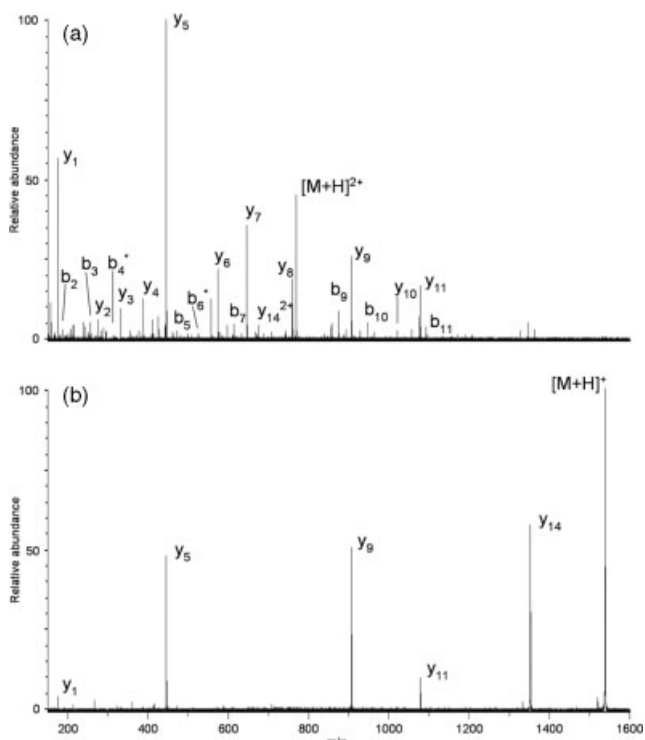 (a)
Relative abundance
100
50
0
y5
y1
[M+H]2+
y7
b4*
b3
b2
y2
y3
y4
b5
b6*
y6
b7
y14 2+
y8
y9
b9
b10
y10
y11
b11
(b)
Relative abundance
100
50
0
[M+H]+
y5
y9
y14
y11
y1
200 400 600 800 1000 1200 1400 1600